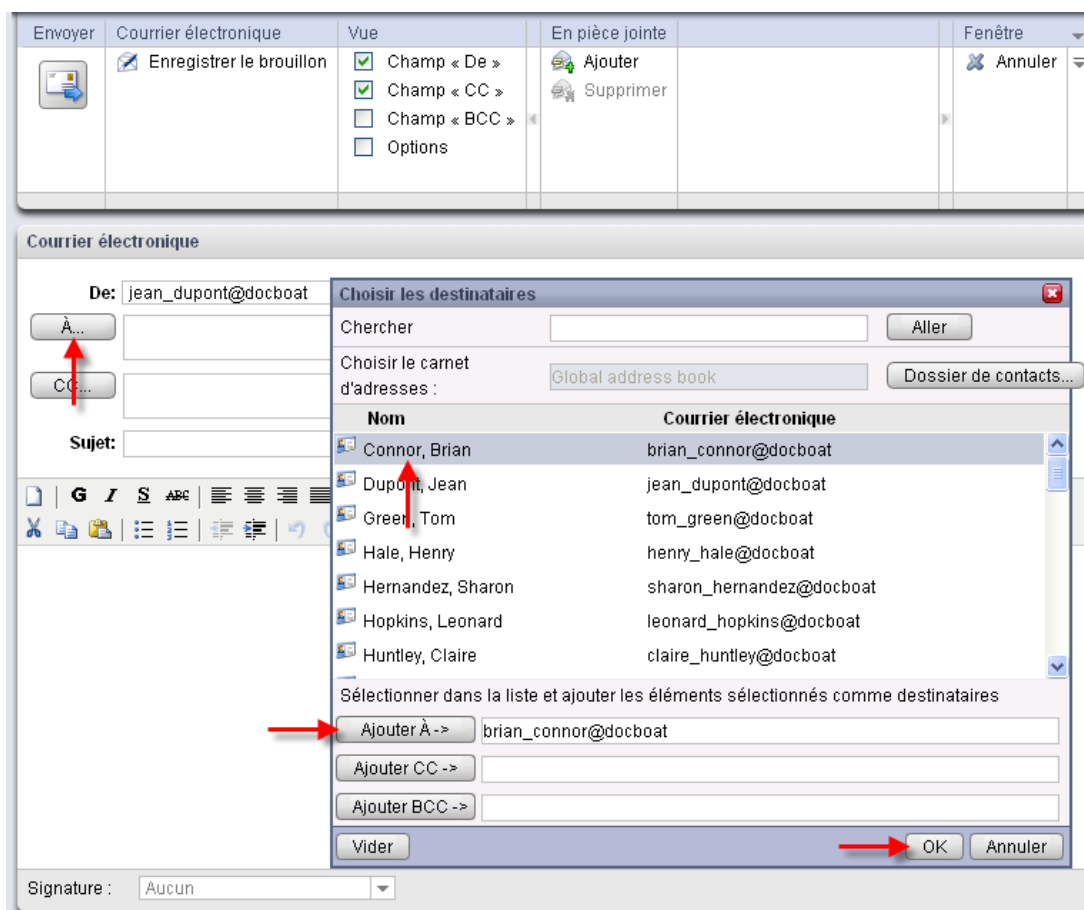 Envoyer Courrier électronique Vue En pièce jointe Fenêtre
Enregistrer le brouillon Champ « De » Ajouter Annuler
Champ « CC » Supprimer
Champ « BCC »
Options
Courrier électronique
De: jean_dupont@docboat
À...
CC...
Sujet:
G I S ABC
Choisir les destinataires
Chercher Aller
Choisir le carnet
d'adresses : Global address book Dossier de contacts...
Nom Courrier électronique
Connor, Brian brian_connor@docboat
Dupont, Jean jean_dupont@docboat
Green, Tom tom_green@docboat
Hale, Henry henry_hale@docboat
Hernandez, Sharon sharon_hernandez@docboat
Hopkins, Leonard leonard_hopkins@docboat
Huntley, Claire claire_huntley@docboat
Sélectionner dans la liste et ajouter les éléments sélectionnés comme destinataires
Ajouter À -> brian_connor@docboat
Ajouter CC ->
Ajouter BCC ->
Vider OK Annuler
Signature : Aucun